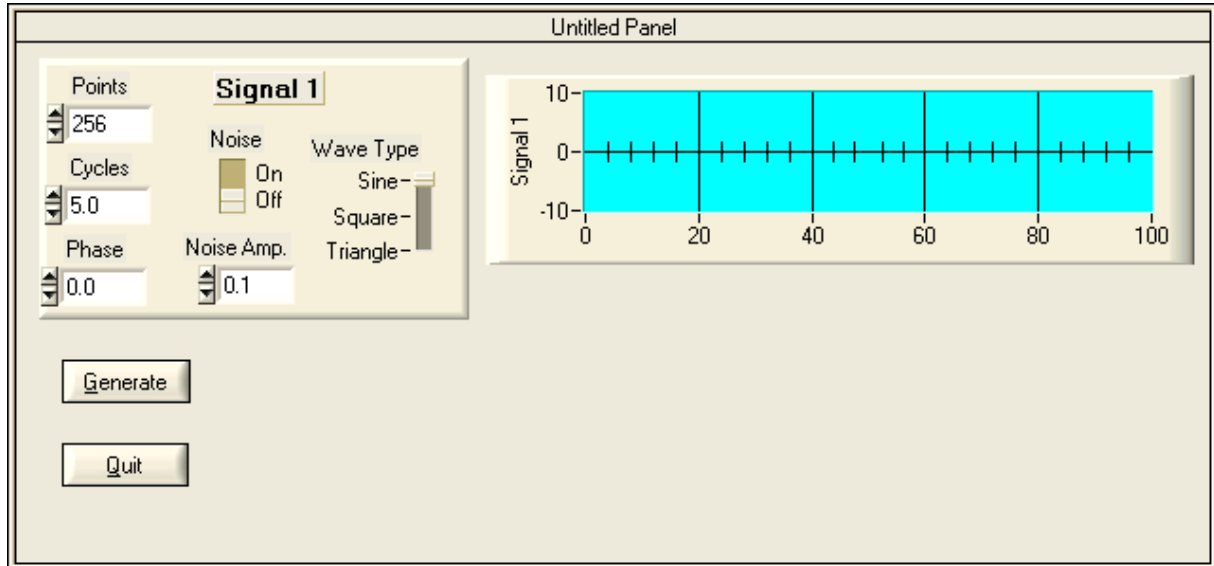 Untitled Panel
Points
Signal 1
256
Noise
Wave Type
Cycles
On
Off
Sine
5.0
Square
Phase
Noise Amp.
Triangle
0.0
0.1
Signal 1
10
0
-10
0 20 40 60 80 100
Generate
Quit